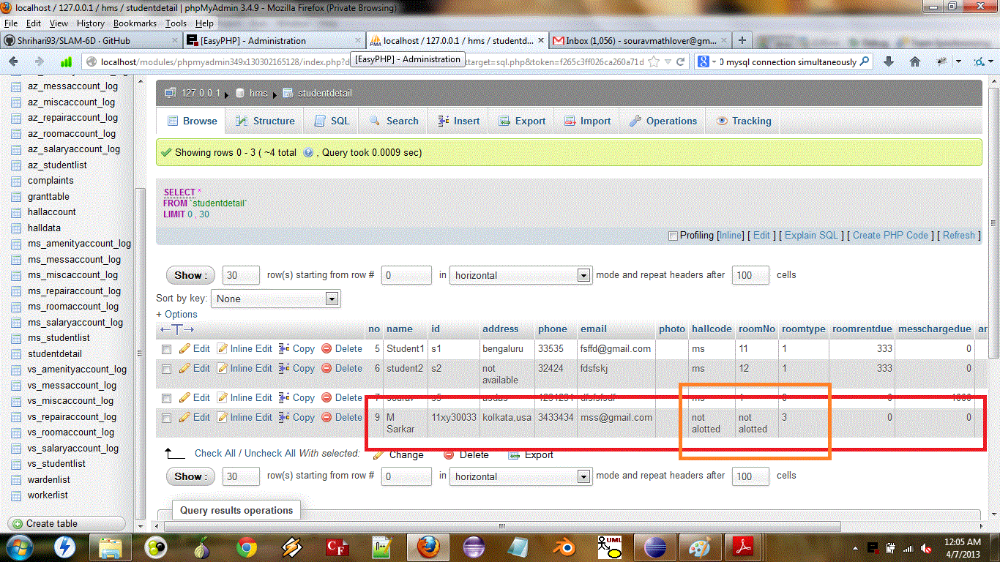 localhost / 127.0.0.1 / hms / studentdetail | phpMyAdmin 3.4.9 - Mozilla Firefox (Private Browsing)
File Edit View History Bookmarks Tools Help
Shrihari93/SLAM-6D · GitHub
[EasyPHP] - Administration
PMA localhost / 127.0.0.1 / hms / studentd...
Inbox (1,056) - souravmathlover@gm...
localhost/modules/phpmyadmin349x130302165128/index.php?d
xtarget=sql.php&token=f265c3ff026ca260a71d
0 mysql connection simultaneously
[EasyPHP] - Administration
az_messaccount_log
az_miscaccount_log
az_repairaccount_log
az_roomaccount_log
az_salaryaccount_log
az_studentlist
complaints
granttable
hallaccount
halldata
ms_amenityaccount_log
ms_messaccount_log
ms_miscaccount_log
ms_repairaccount_log
ms_roomaccount_log
ms_salaryaccount_log
ms_studentlist
studentdetail
vs_amenityaccount_log
vs_messaccount_log
vs_miscaccount_log
vs_repairaccount_log
vs_roomaccount_log
vs_salaryaccount_log
vs_studentlist
wardenlist
workerlist
Create table
127.0.0.1 hms studentdetail
Browse Structure SQL Search Insert Export Import Operations Tracking
Showing rows 0 - 3 ( ~4 total , Query took 0.0009 sec)
SELECT *
FROM `studentdetail`
LIMIT 0 , 30
Profiling [Inline] [ Edit ] [ Explain SQL ] [ Create PHP Code ] [ Refresh ]
Show : 30 row(s) starting from row # 0 in horizontal mode and repeat headers after 100 cells
Sort by key: None
+ Options
←T→ no name id address phone email photo hallcode roomNo roomtype roomrentdue messchargedue
Edit Inline Edit Copy Delete 5 Student1 s1 bengaluru 33535 fsffd@gmail.com ms 11 1 333 0
Edit Inline Edit Copy Delete 6 student2 s2 not available 32424 fdsfskj ms 12 1 333 0
Edit Inline Edit Copy Delete 7
Edit Inline Edit Copy Delete 9 M Sarkar 11xy30033 kolkata,usa 3433434 mss@gmail.com not alotted not alotted 3 0 0
Check All / Uncheck All With selected: Change Delete Export
Show : 30 row(s) starting from row # 0 in horizontal mode and repeat headers after 100 cells
Query results operations
UML
12:05 AM
4/7/2013